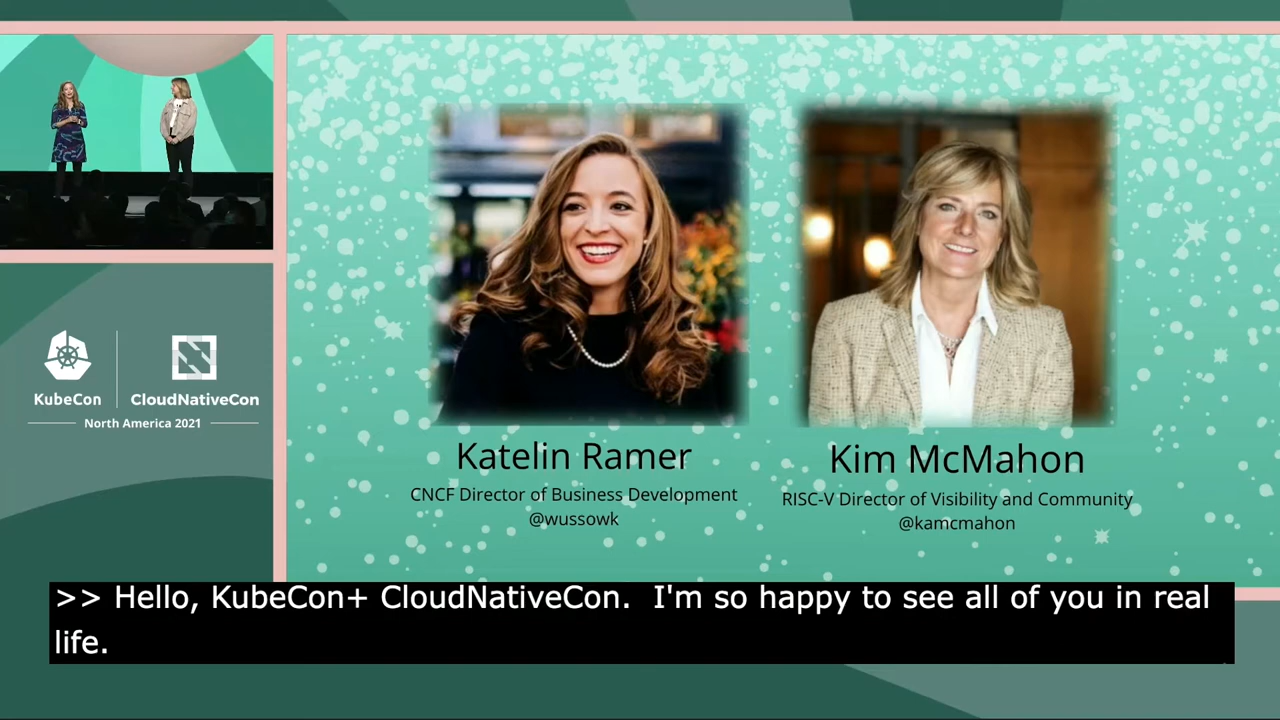 KubeCon
CloudNativeCon
North America 2021
Katelin Ramer
CNCF Director of Business Development
@wussowk
Kim McMahon
RISC-V Director of Visibility and Community
@kamcmahon
>> Hello, KubeCon+ CloudNativeCon.  I'm so happy to see all of you in real
life.